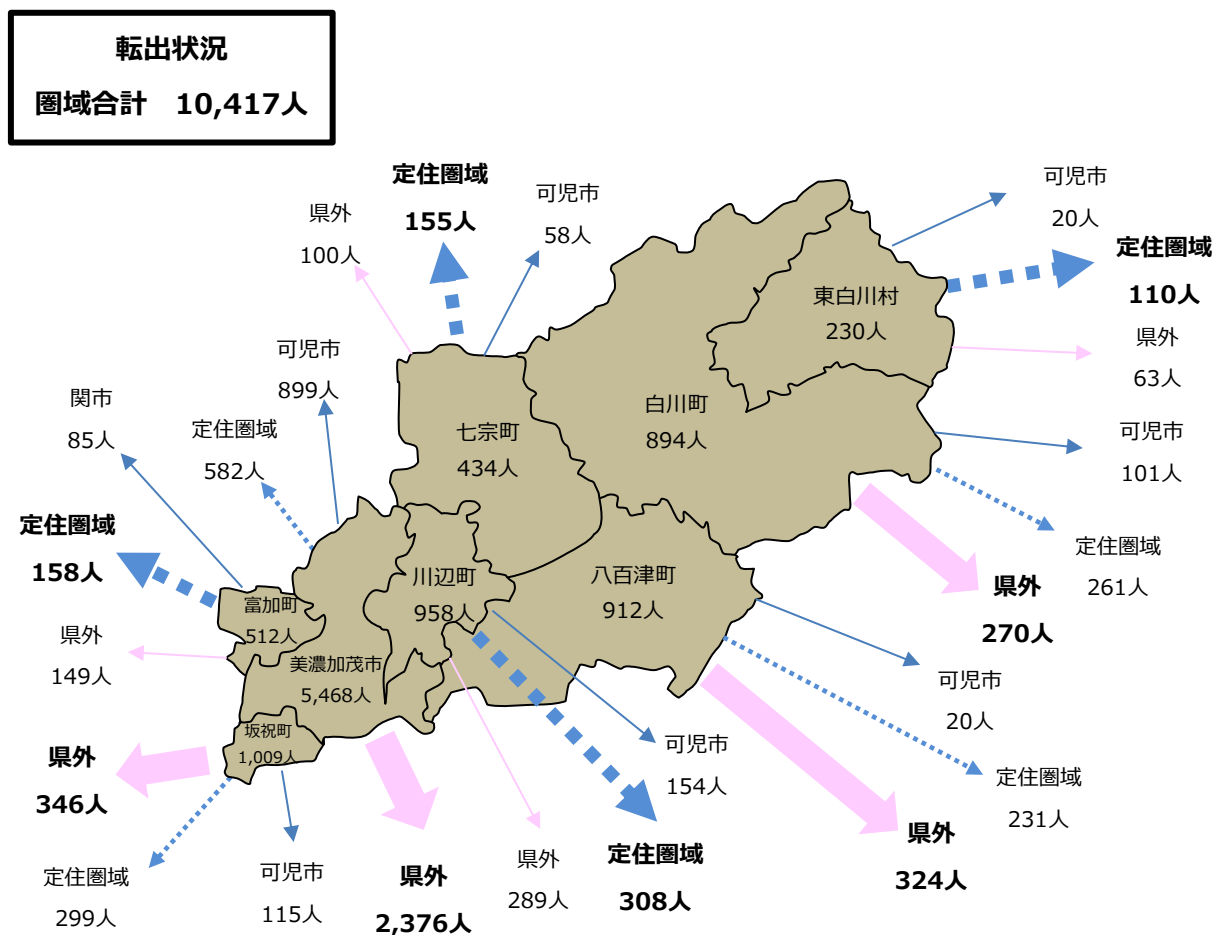 転出状況
圏域合計　10,417人
定住圏域
155人
可児市
58人
県外
100人
可児市
20人
定住圏域
110人
東白川村
230人
県外
63人
可児市
899人
関市
85人
定住圏域
582人
白川町
894人
七宗町
434人
可児市
101人
定住圏域
158人
定住圏域
261人
川辺町
958人
八百津町
912人
県外
270人
富加町
512人
県外
149人
美濃加茂市
5,468人
可児市
20人
坂祝町
1,009人
県外
346人
可児市
154人
定住圏域
231人
県外
324人
定住圏域
299人
可児市
115人
県外
2,376人
県外
289人
定住圏域
308人